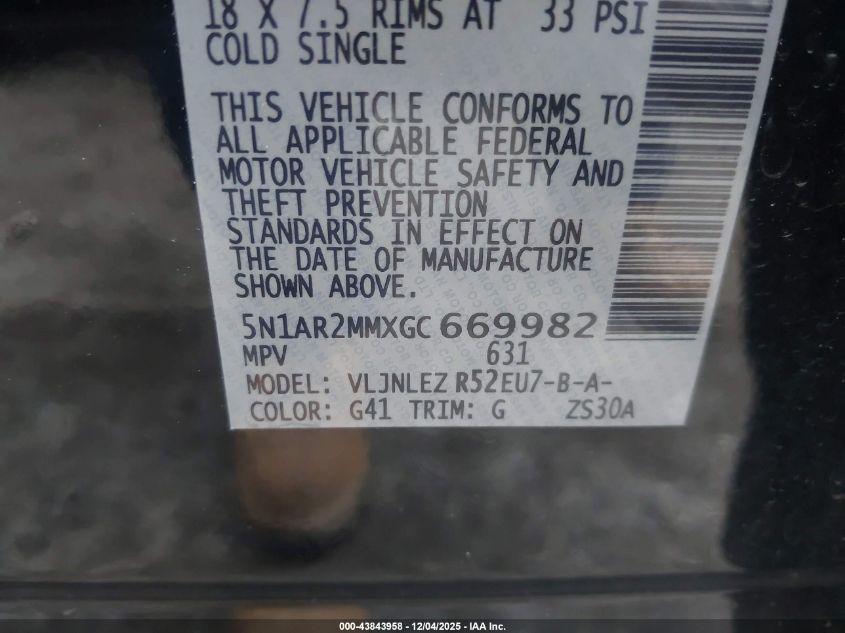 18 X 7.5 RIMS AT 33 PSI
COLD SINGLE
THIS VEHICLE CONFORMS TO
ALL APPLICABLE FEDERAL
MOTOR VEHICLE SAFETY AND
THEFT PREVENTION
STANDARDS IN EFFECT ON
THE DATE OF MANUFACTURE
SHOWN ABOVE.
5N1AR2MMXGC669982
MPV 631
MODEL: VLJNLEZ R52EU7-B-A-
COLOR: G41 TRIM: G ZS30A
000-43843958 - 12/04/2025 - IAA Inc.